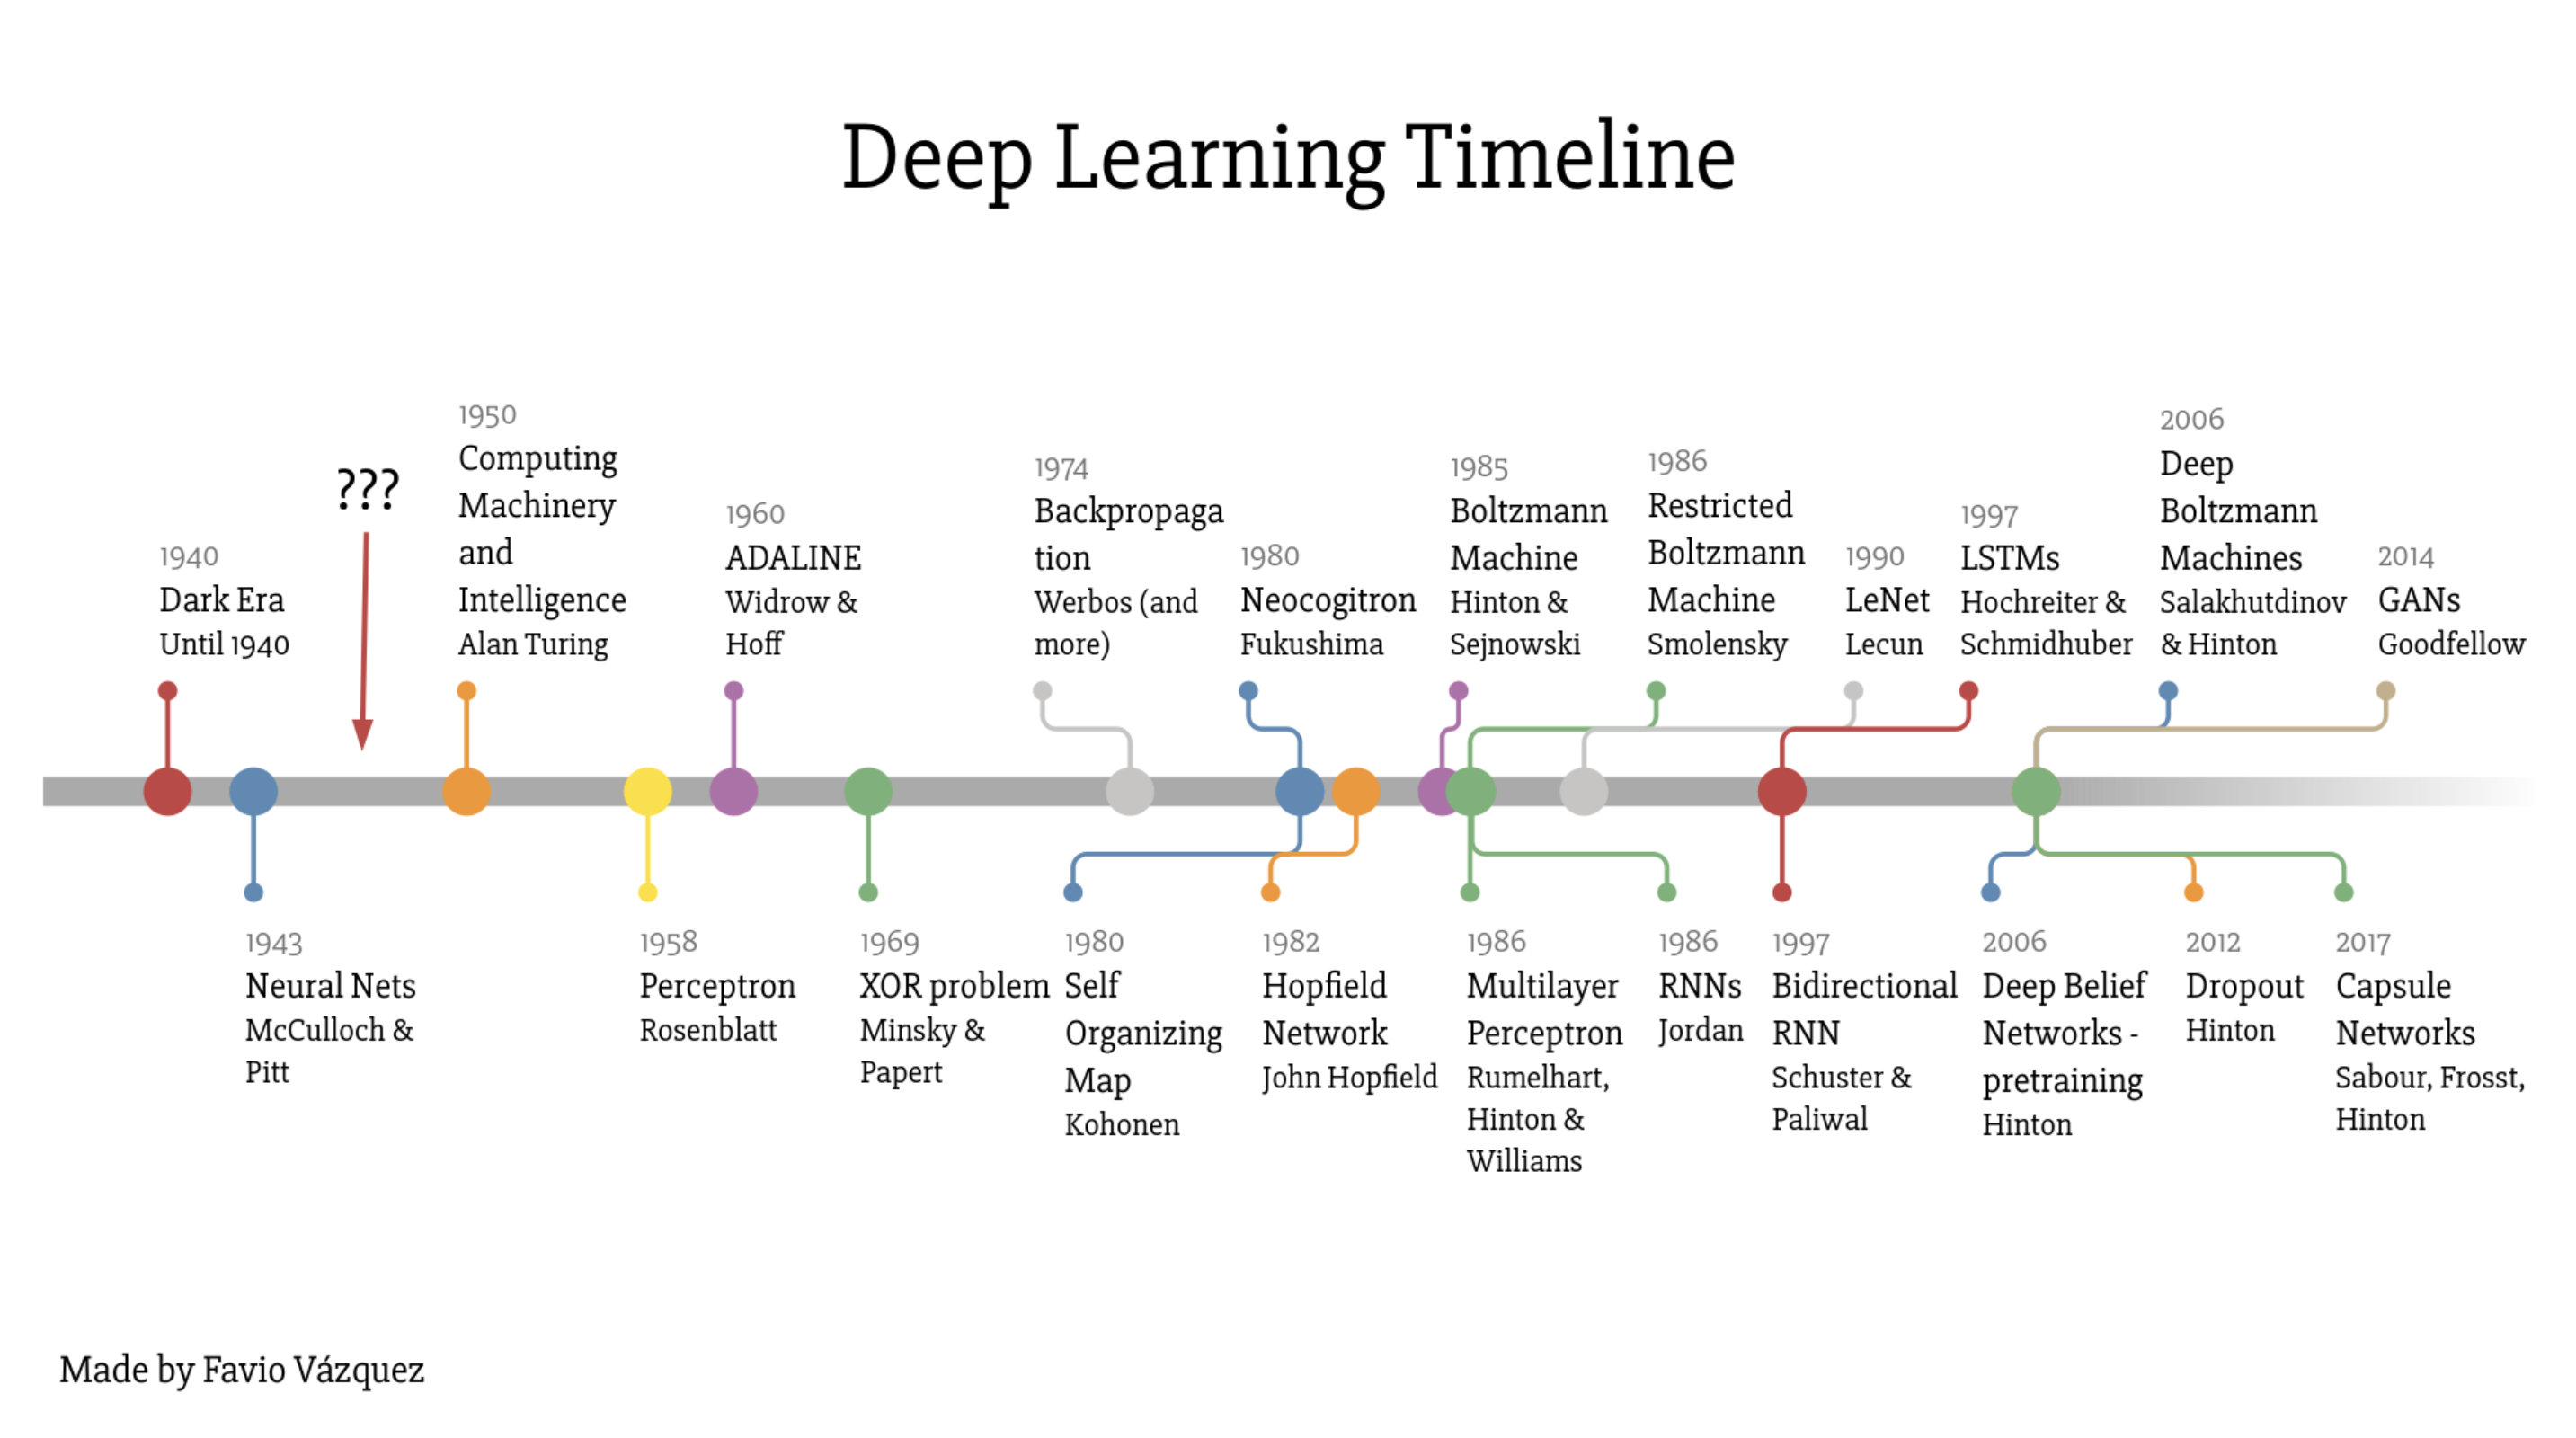 Deep Learning Timeline
1940
Dark Era
Until 1940
???
1950
Computing
Machinery
and
Intelligence
Alan Turing
1960
ADALINE
Widrow &
Hoff
1974
Backpropaga
tion
Werbos (and
more)
1980
Neocogitron
Fukushima
1985
Boltzmann
Machine
Hinton &
Sejnowski
1986
Restricted
Boltzmann
Machine
Smolensky
1990
LeNet
Lecun
1997
LSTMs
Hochreiter &
Schmidhuber
2006
Deep
Boltzmann
Machines
Salakhutdinov
& Hinton
2014
GANs
Goodfellow
1943
Neural Nets
McCulloch &
Pitt
1958
Perceptron
Rosenblatt
1969
XOR problem
Minsky &
Papert
1980
Self
Organizing
Map
Kohonen
1982
Hopfield
Network
John Hopfield
1986
Multilayer
Perceptron
Rumelhart,
Hinton &
Williams
1986
RNNs
Jordan
1997
Bidirectional
RNN
Schuster &
Paliwal
2006
Deep Belief
Networks -
pretraining
Hinton
2012
Dropout
Hinton
2017
Capsule
Networks
Sabour, Frosst,
Hinton
Made by Favio Vázquez